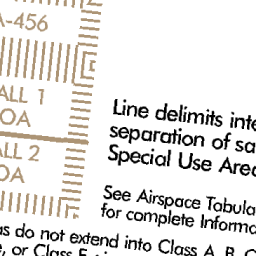 A-456
ALL 1
OA
ALL 2
OA
Line delimits inte
separation of sa
Special Use Area
See Airspace Tabula
for complete Informa
as do not extend into Class A, B, C
e, or Class